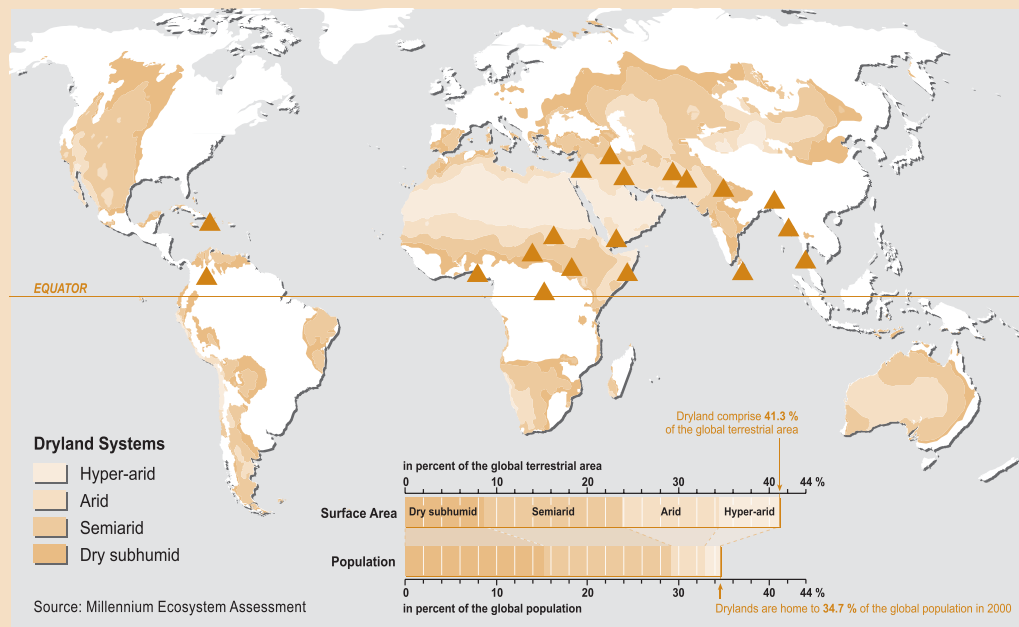 EQUATOR
Dryland comprise 41.3 %
of the global terrestrial area
Dryland Systems
Hyper-arid
Arid
Semiarid
Dry subhumid
Source: Millennium Ecosystem Assessment
in percent of the global terrestrial area
0 10 20 30 40 44 %
Surface Area Dry subhumid Semiarid Arid Hyper-arid
Population
0 10 20 30 40 44 %
in percent of the global population
Drylands are home to 34.7 % of the global population in 2000